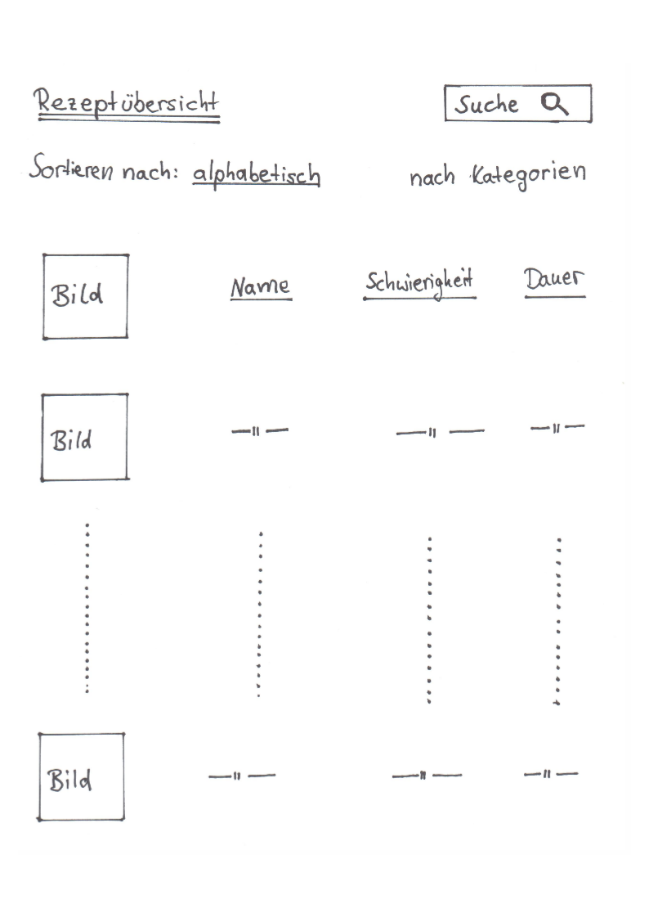 Rezeptübersicht Suche
Sortieren nach: alphabetisch nach Kategorien
Bild Name Schwierigkeit Dauer
Bild —"— —"— —"—
Bild —"— —"— —"—